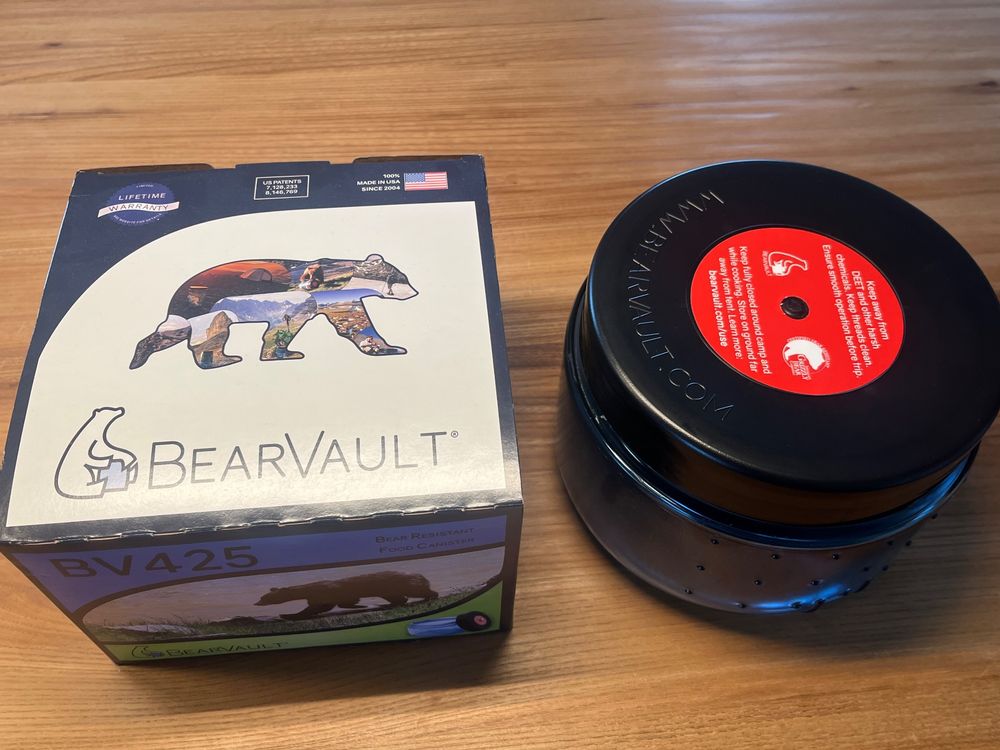 LIFETIME
WARRANTY
US PATENTS
7,128,233
8,146,769
100%
MADE IN USA
SINCE 2004
BEARVAULT®
BV425
BEAR RESISTANT
FOOD CANISTER
BEARVAULT
WWW.BEARVAULT.COM
Keep away from
DEET and other harsh
chemicals. Keep threads clean.
Ensure smooth operation before trip.
BEARVAULT
Keep fully closed around camp and
while cooking. Store on ground far
away from tent. Learn more:
bearvault.com/use